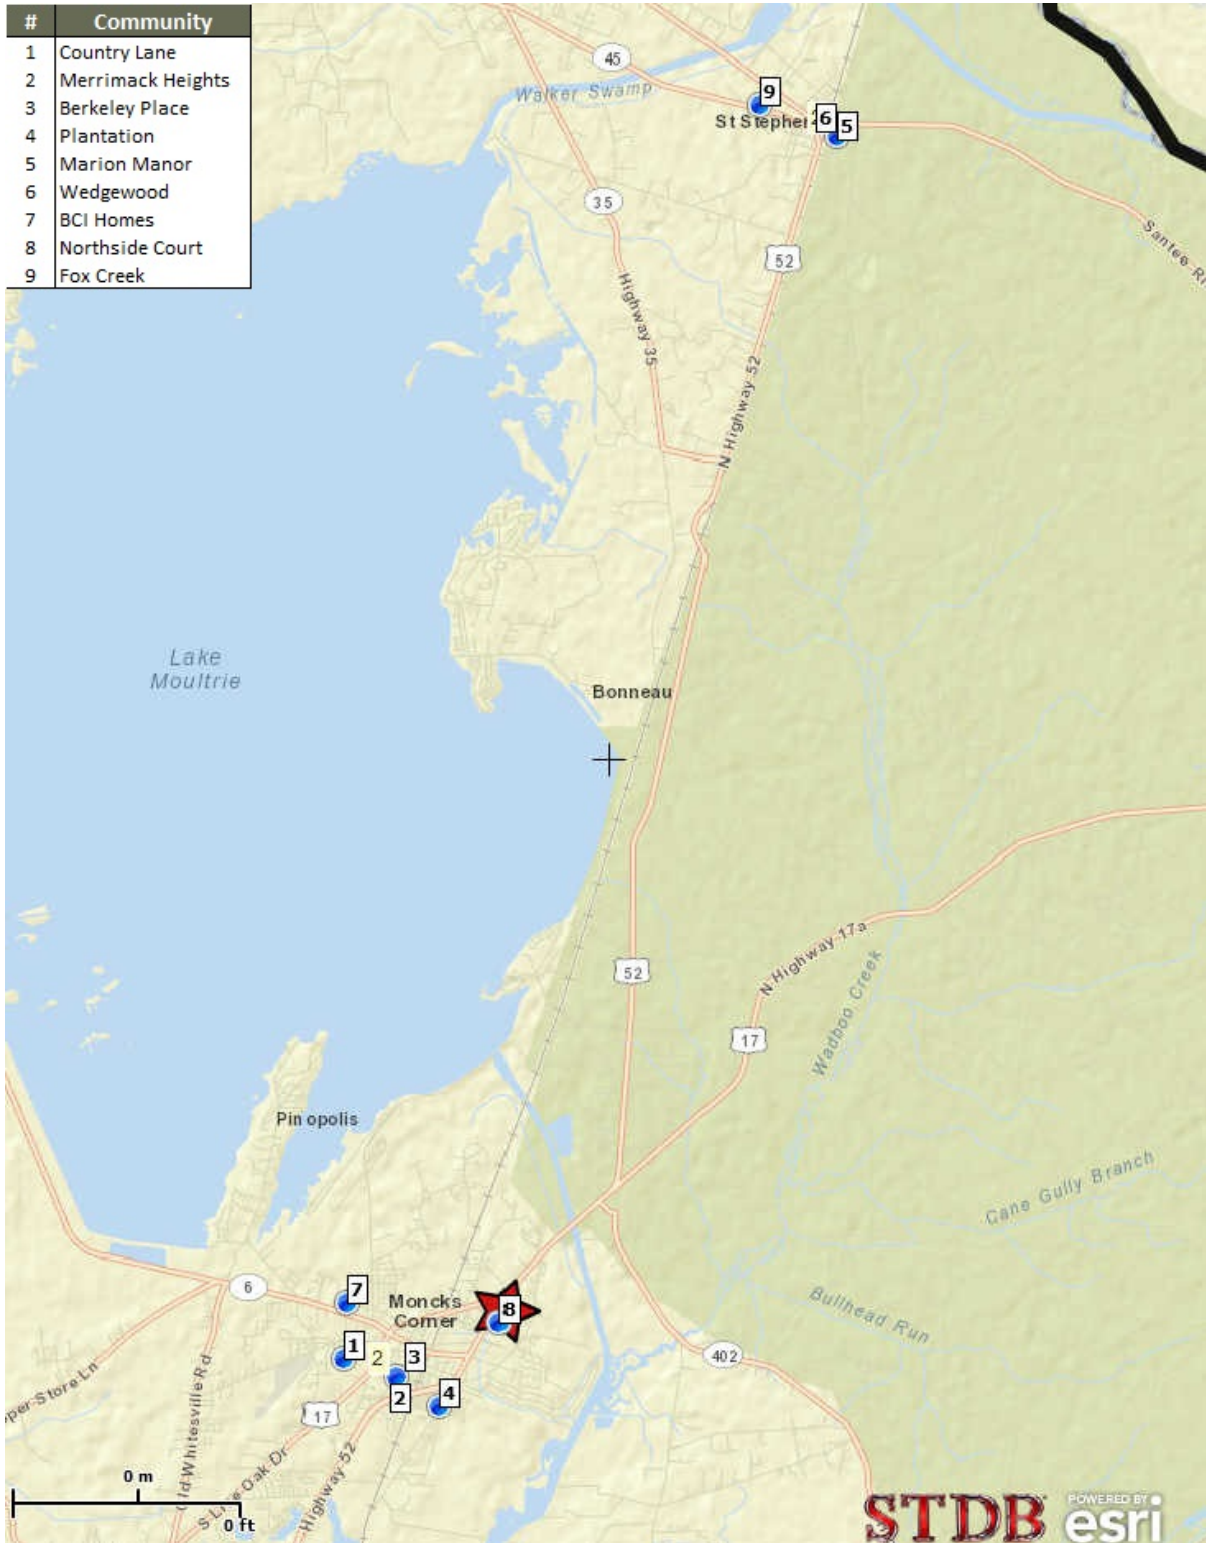 # Community
1 Country Lane
2 Merrimack Heights
3 Berkeley Place
4 Plantation
5 Marion Manor
6 Wedgewood
7 BCI Homes
8 Northside Court
9 Fox Creek
45
Walker Swamp
9
St Stephen
6
5
35
Santee
52
Highway 35
N Highway 52
Lake
Moultrie
Bonneau
52
N Highway 17a
17
Wadboo Creek
Pinopolis
Cane Gully Branch
6
7
Moncks
Corner
8
Bullhead Run
1
2
3
402
2
4
per Store Ln
Old Whitesville Rd
17
S Live Oak Dr
Highway 52
0 m
0 ft
STDB
POWERED BY
esri